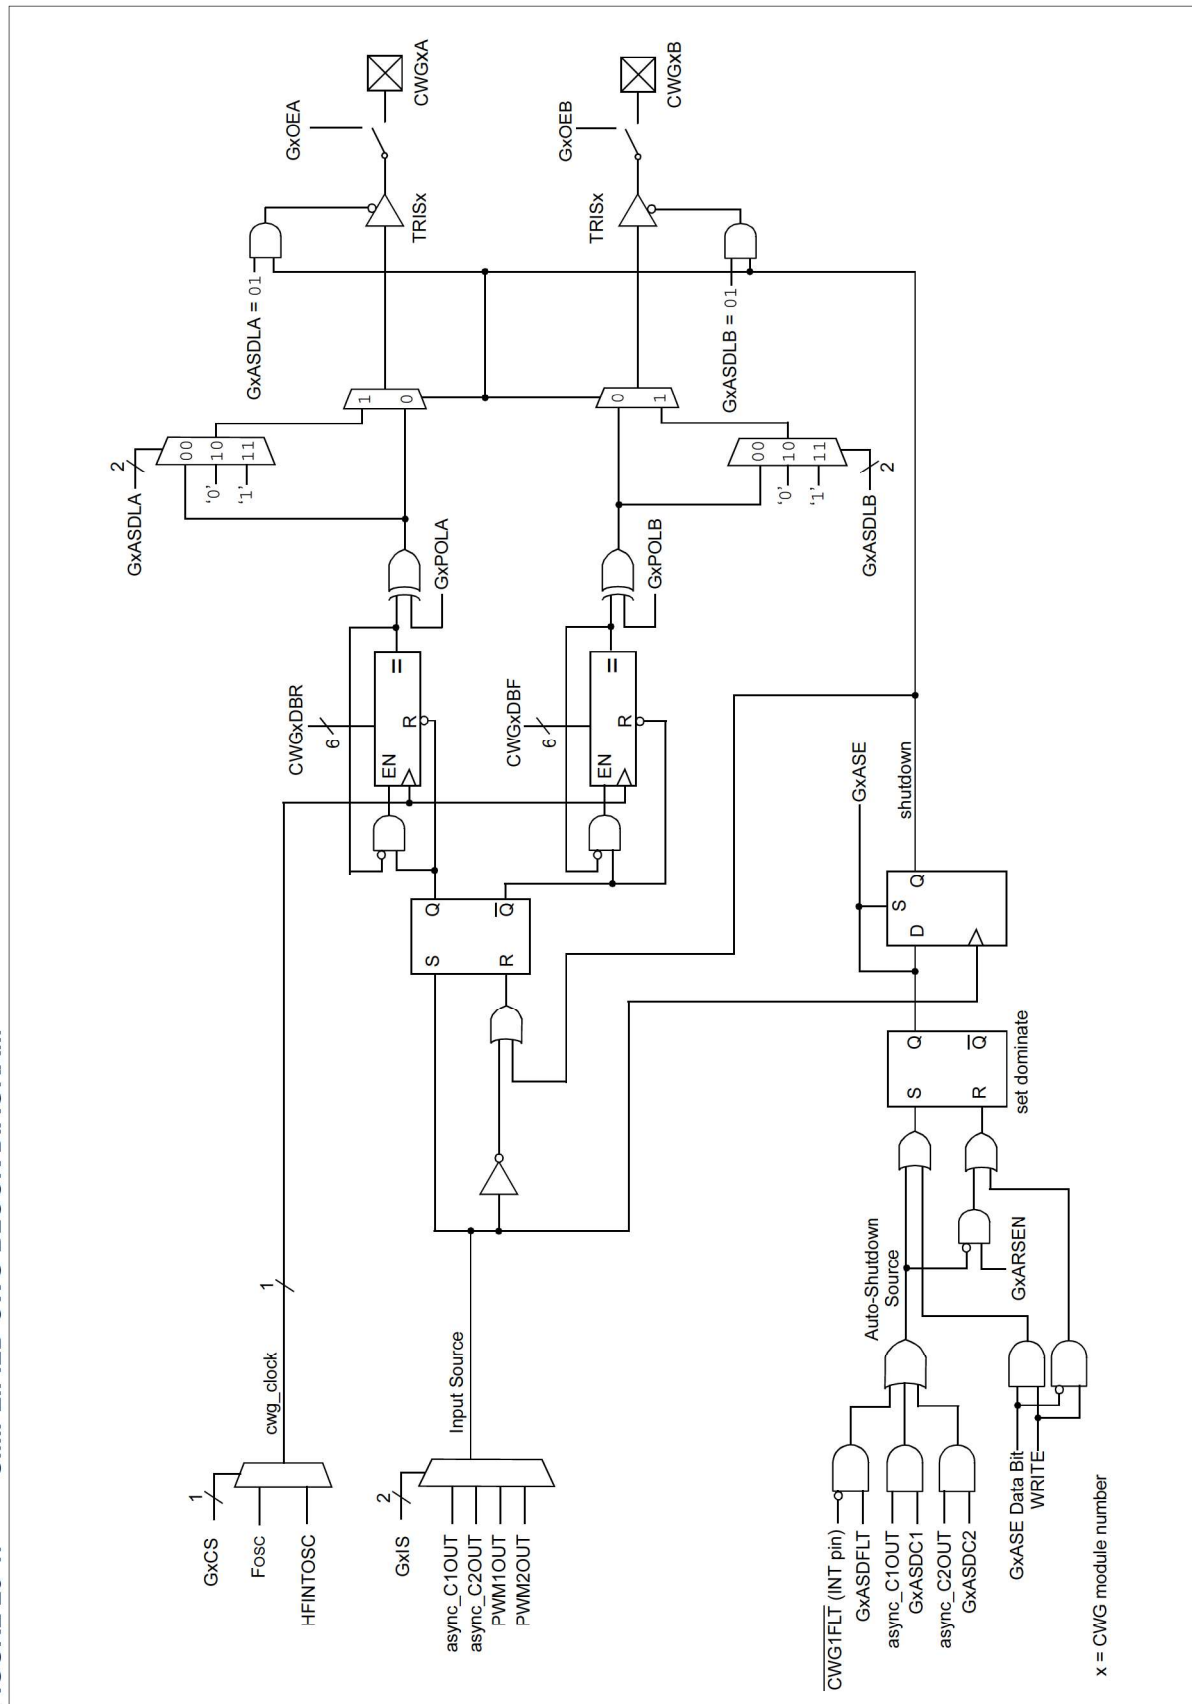 GxCS
1
FOSC
HFINTOSC
cwg_clock
1
GxIS
2
async_C1OUT
async_C2OUT
PWM1OUT
PWM2OUT
Input Source
S
R
Q
Q
CWGxDBR
6
EN
R
=
GxPOLA
CWGxDBF
6
EN
R
=
GxPOLB
GxASDLA
2
00
10
11
‘0’
‘1’
1
0
GxASDLA = 01
TRISx
GxOEA
CWGxA
0
1
00
10
11
‘0’
‘1’
GxASDLB
2
GxASDLB = 01
TRISx
GxOEB
CWGxB
CWG1FLT (INT pin)
GxASDFLT
async_C1OUT
GxASDC1
async_C2OUT
GxASDC2
Auto-Shutdown
Source
GxARSEN
GxASE Data Bit
WRITE
S
R
Q
Q
set dominate
GxASE
S
D
Q
shutdown
x = CWG module number